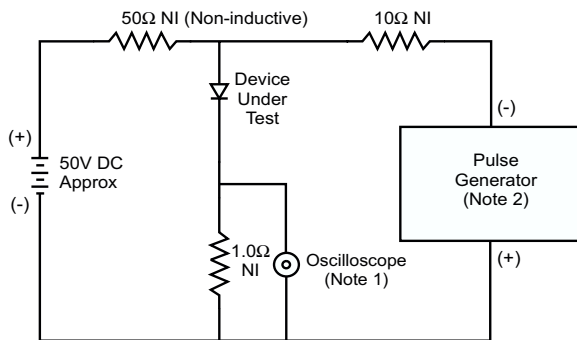 50Ω NI (Non-inductive)
10Ω NI
Device
Under
Test
(-)
(+)
50V DC
Approx
(-)
Pulse
Generator
(Note 2)
1.0Ω
NI
Oscilloscope
(Note 1)
(+)